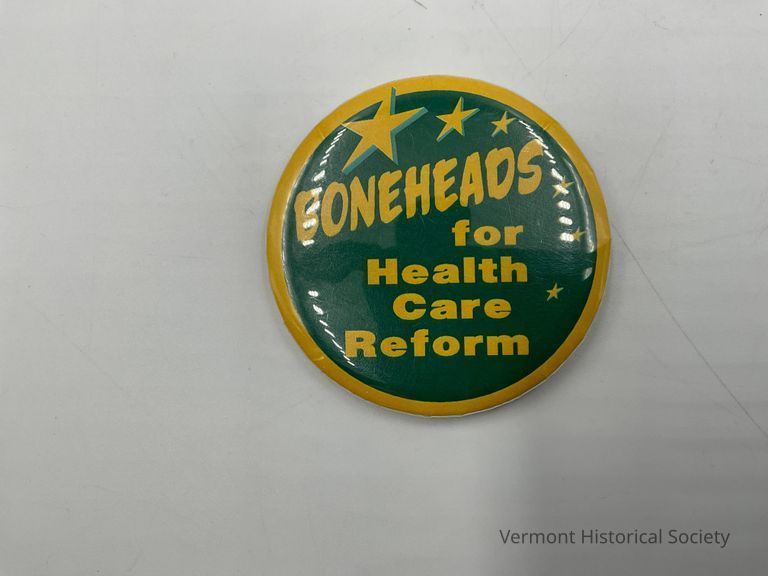 BONEHEADS
for
Health
Care
Reform
Vermont Historical Society